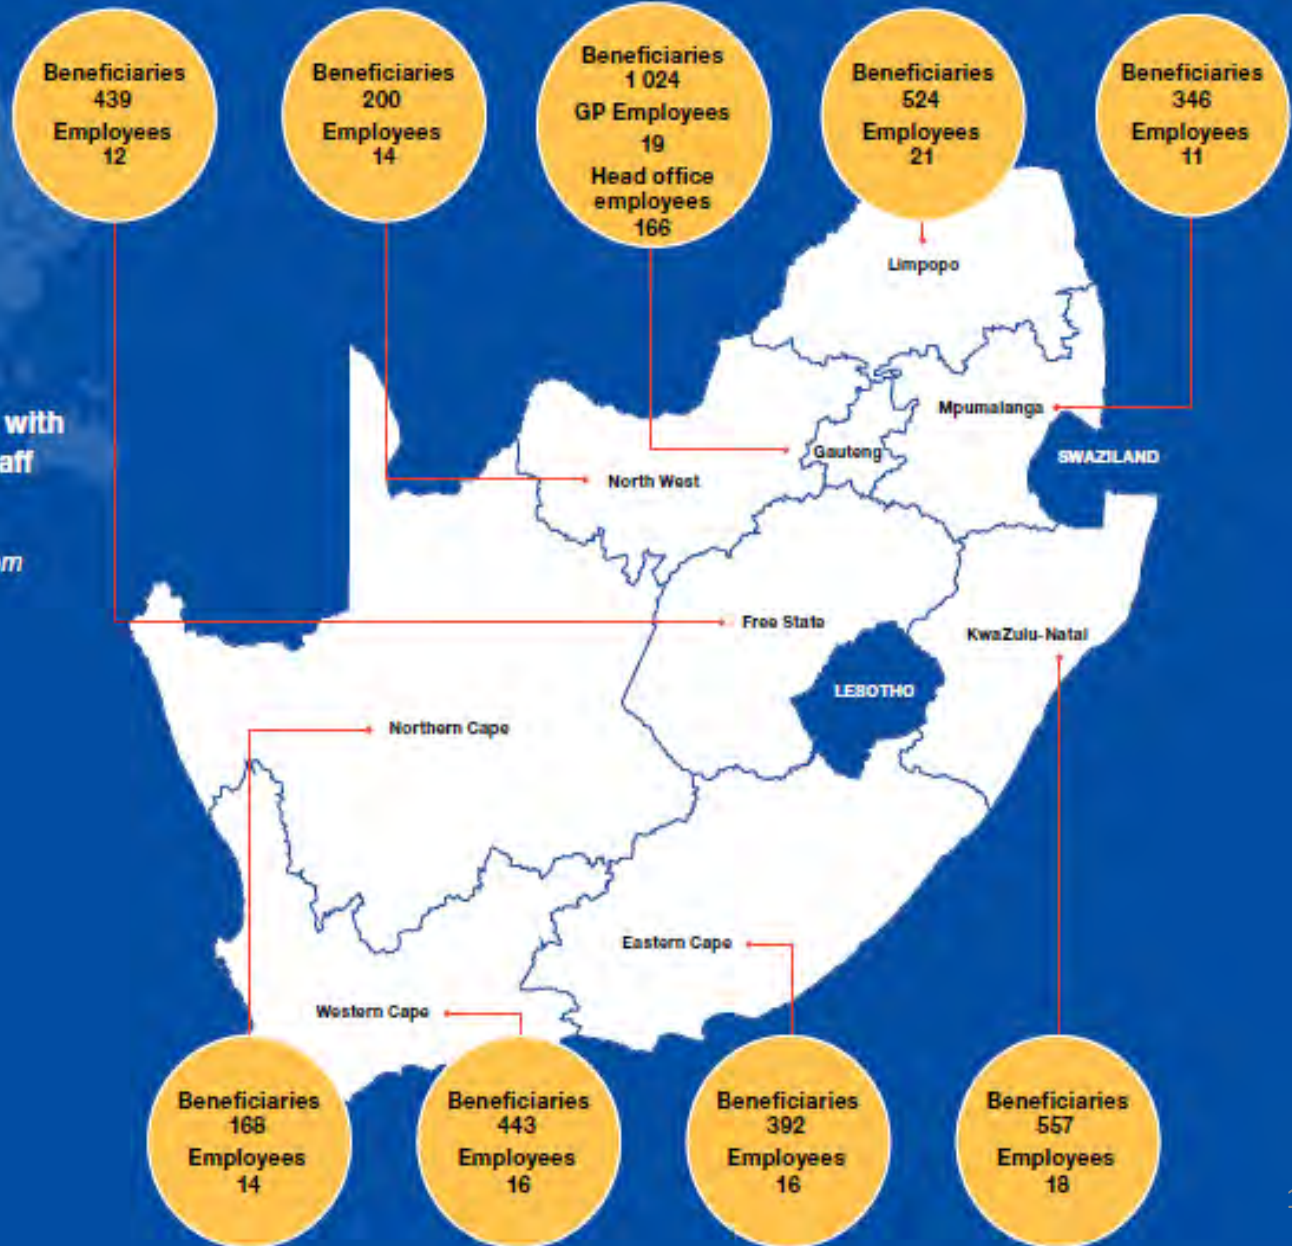 Beneficiaries
439
Employees
12
Beneficiaries
200
Employees
14
Beneficiaries
1 024
GP Employees
19
Head office
employees
166
Beneficiaries
524
Employees
21
Beneficiaries
346
Employees
11
Limpopo
with
Mpumalanga
Gauteng
SWAZILAND
North West
Free State
KwaZulu-Natal
LESOTHO
Northern Cape
Eastern Cape
Western Cape
Beneficiaries
168
Employees
14
Beneficiaries
443
Employees
16
Beneficiaries
392
Employees
16
Beneficiaries
557
Employees
18